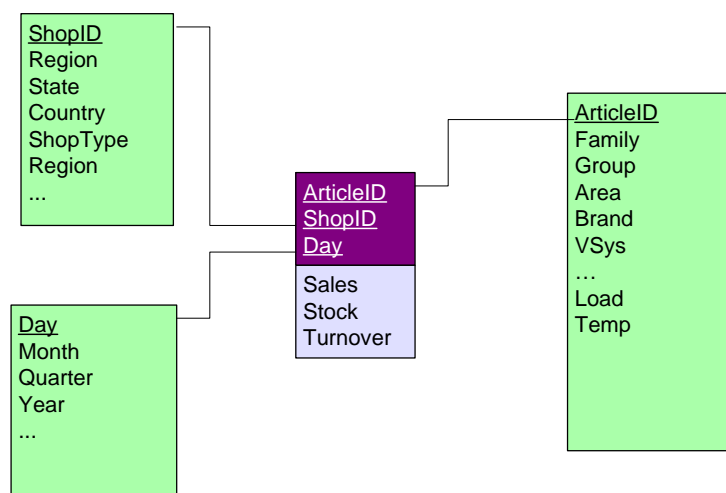 ShopID
Region
State
Country
ShopType
Region
...
ArticleID
ShopID
Day
Sales
Stock
Turnover
ArticleID
Family
Group
Area
Brand
VSys
...
Load
Temp
Day
Month
Quarter
Year
...